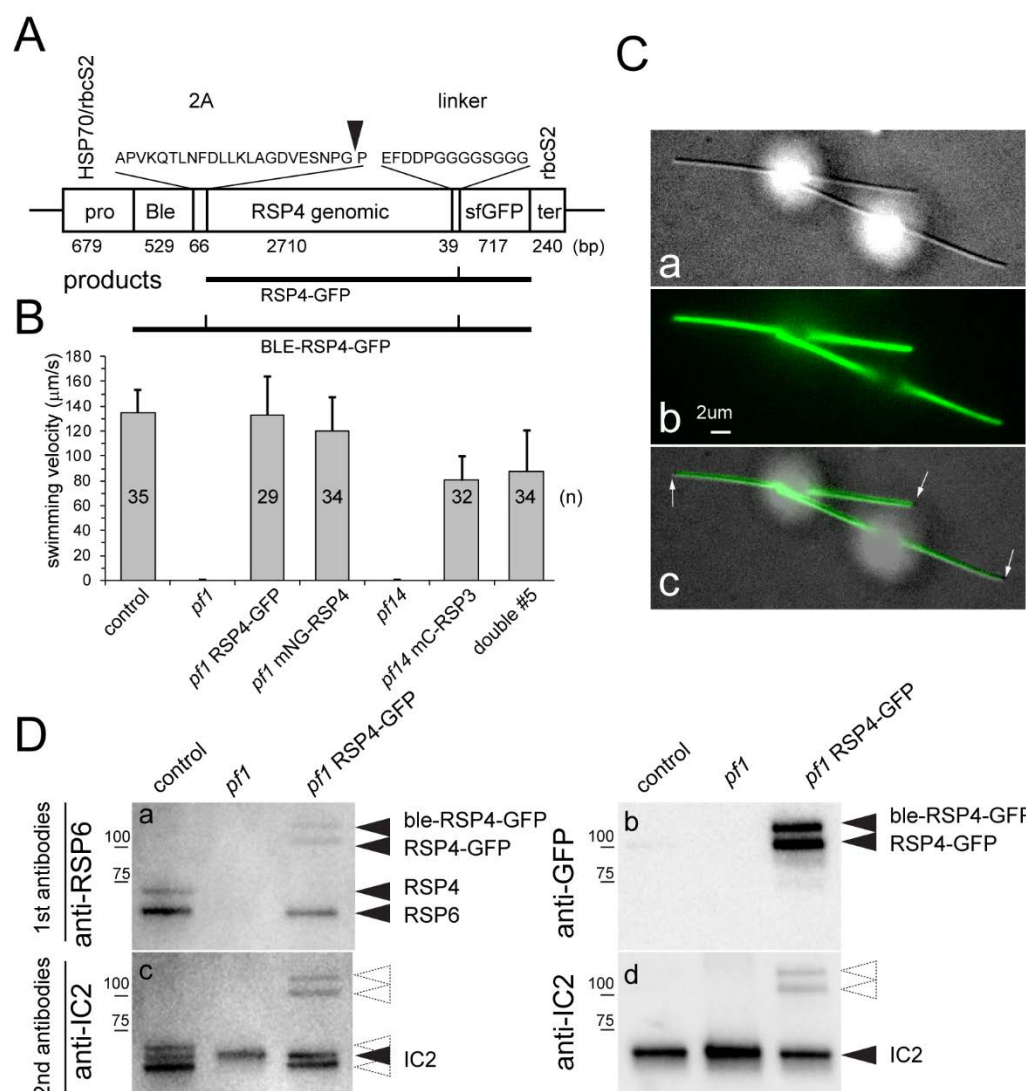 A
HSP70/rbcS2
2A
linker
rbcS2
APVKQTLNFDLLKLAGDVESNPGP EFDDPGGGGSGGG
pro Ble RSP4 genomic sfGFP ter
679 529 66 2710 39 717 240 (bp)
products
RSP4-GFP
BLE-RSP4-GFP
B
swimming velocity (μm/s)
180
160
140
120
100
80
60
40
20
0
35 29 34 32 34 (n)
control
pf1
pf1 RSP4-GFP
pf1 mNG-RSP4
pf14
pf14 mC-RSP3
double #5
C
a
b
2um
c
D
control
pf1
pf1 RSP4-GFP
1st antibodies
anti-RSP6
a
100
75
ble-RSP4-GFP
RSP4-GFP
RSP4
RSP6
2nd antibodies
anti-IC2
c
100
75
IC2
control
pf1
pf1 RSP4-GFP
anti-GFP
b
100
75
ble-RSP4-GFP
RSP4-GFP
anti-IC2
d
100
75
IC2